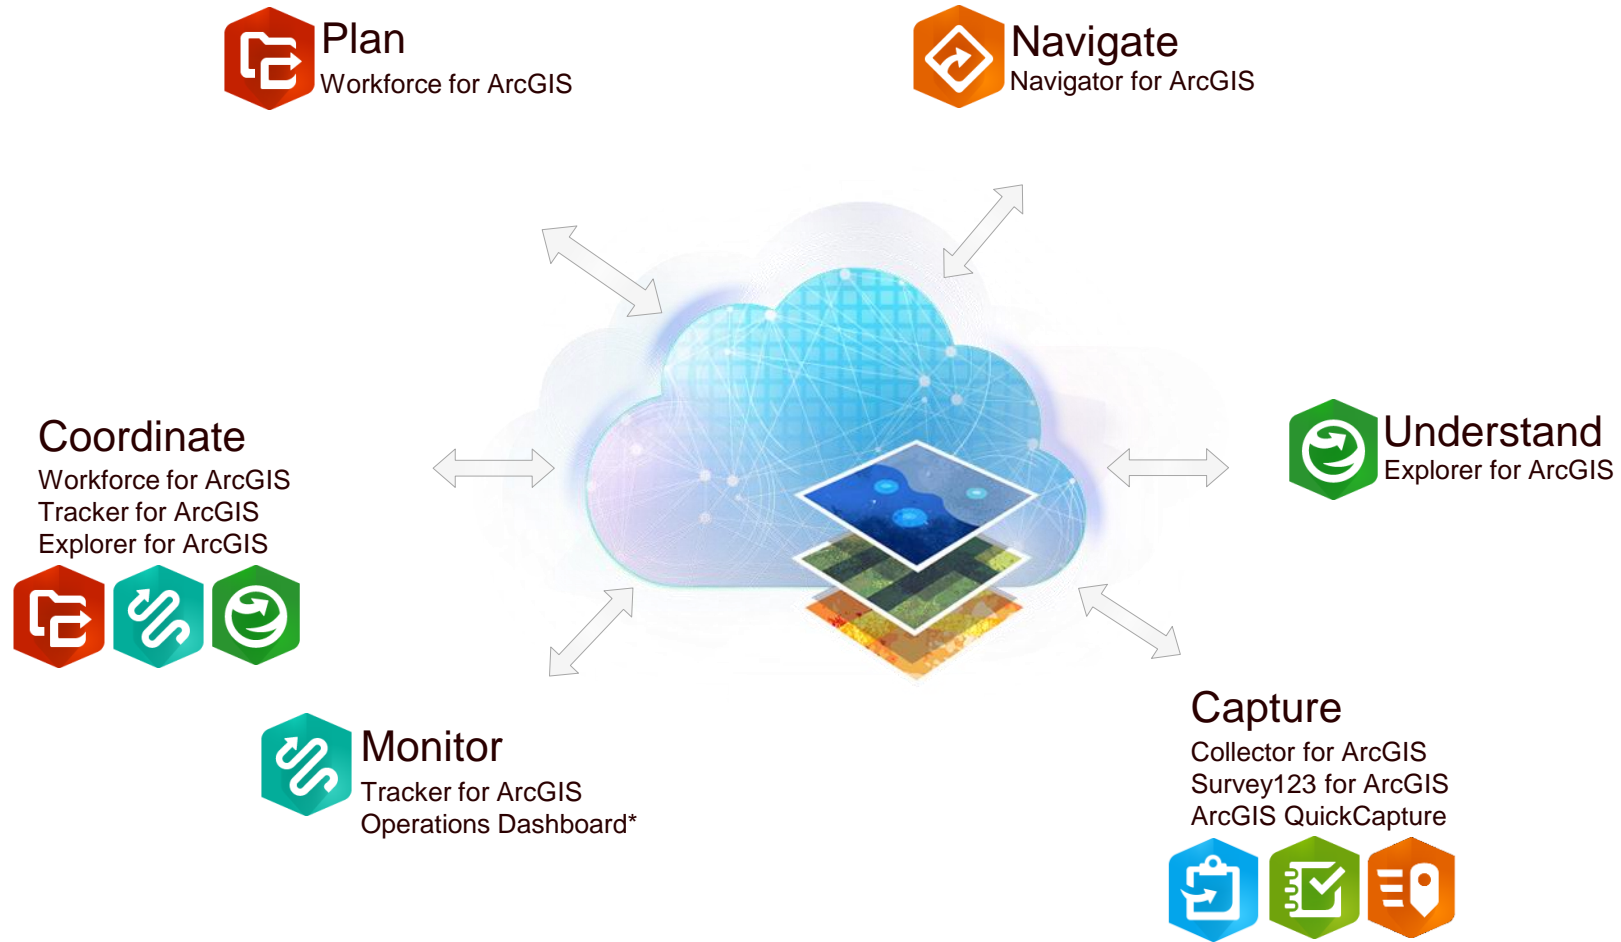 Plan
Workforce for ArcGIS
Navigate
Navigator for ArcGIS
Coordinate
Workforce for ArcGIS
Tracker for ArcGIS
Explorer for ArcGIS
Understand
Explorer for ArcGIS
Monitor
Tracker for ArcGIS
Operations Dashboard*
Capture
Collector for ArcGIS
Survey123 for ArcGIS
ArcGIS QuickCapture